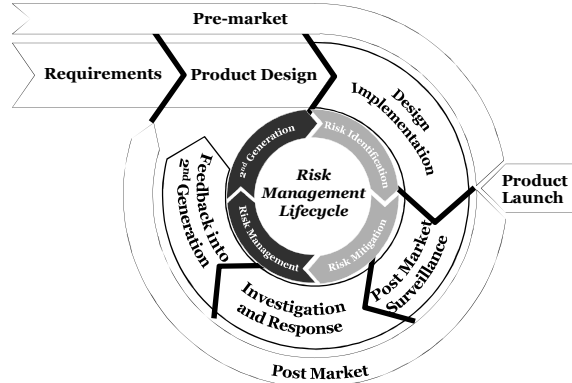 Pre-market
Requirements
Product Design
Design
Implementation
Product
Launch
Post Market
Surveillance
Investigation
and Response
Feedback into
2nd Generation
Post Market
2nd Generation
Risk Identification
Risk Mitigation
Risk Management
Risk
Management
Lifecycle